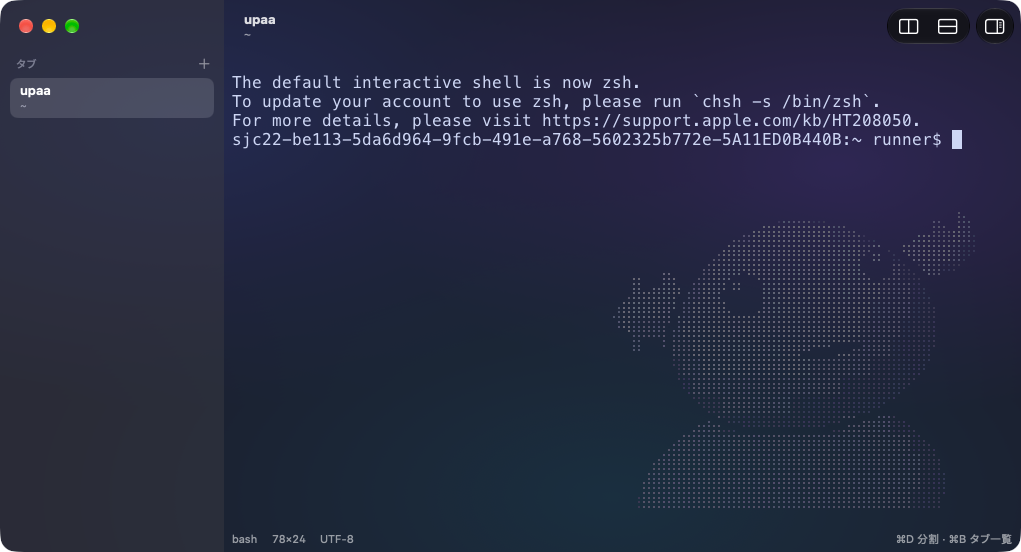 upaa
~
タブ
upaa
~
The default interactive shell is now zsh.
To update your account to use zsh, please run `chsh -s /bin/zsh`.
For more details, please visit https://support.apple.com/kb/HT208050.
sjc22-be113-5da6d964-9fcb-491e-a768-5602325b772e-5A11ED0B440B:~ runner$
bash 78×24 UTF-8
⌘D 分割 · ⌘B タブ一覧